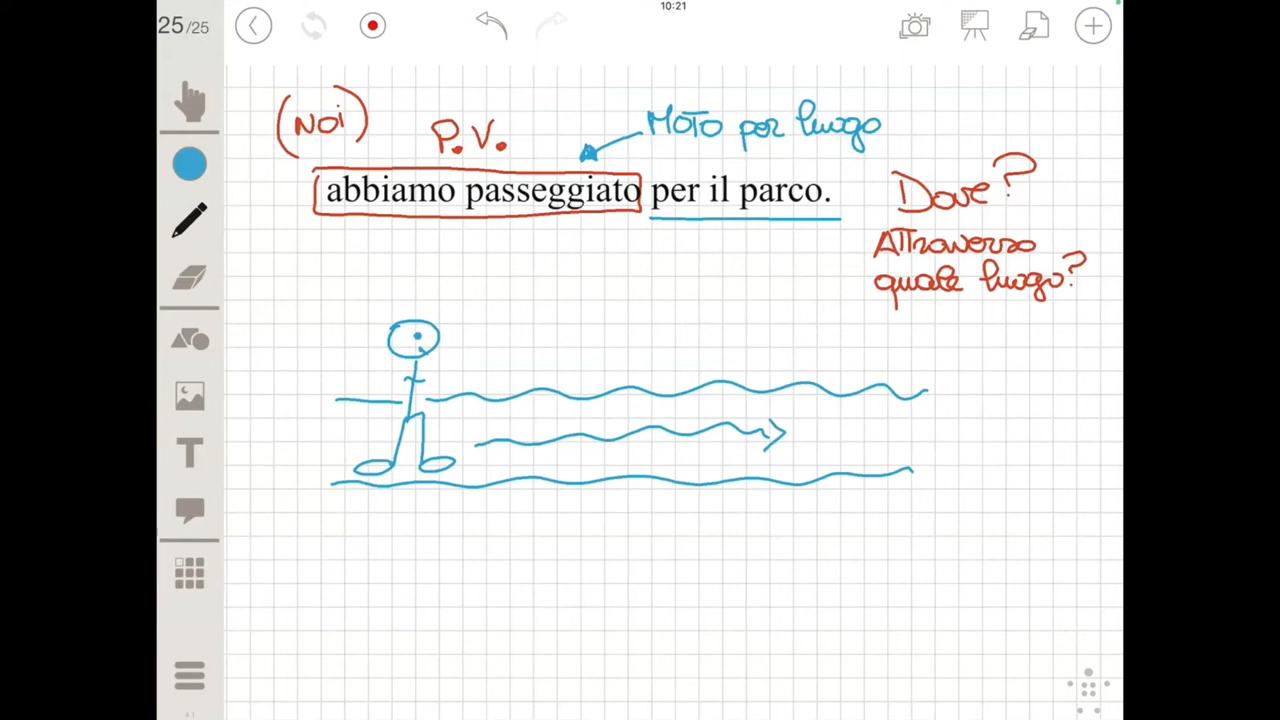 10:21
25/25
(NOI)
P.V.
MOTO per luogo
abbiamo passeggiato per il parco.
Dove?
Attraverso
quale luogo?
T